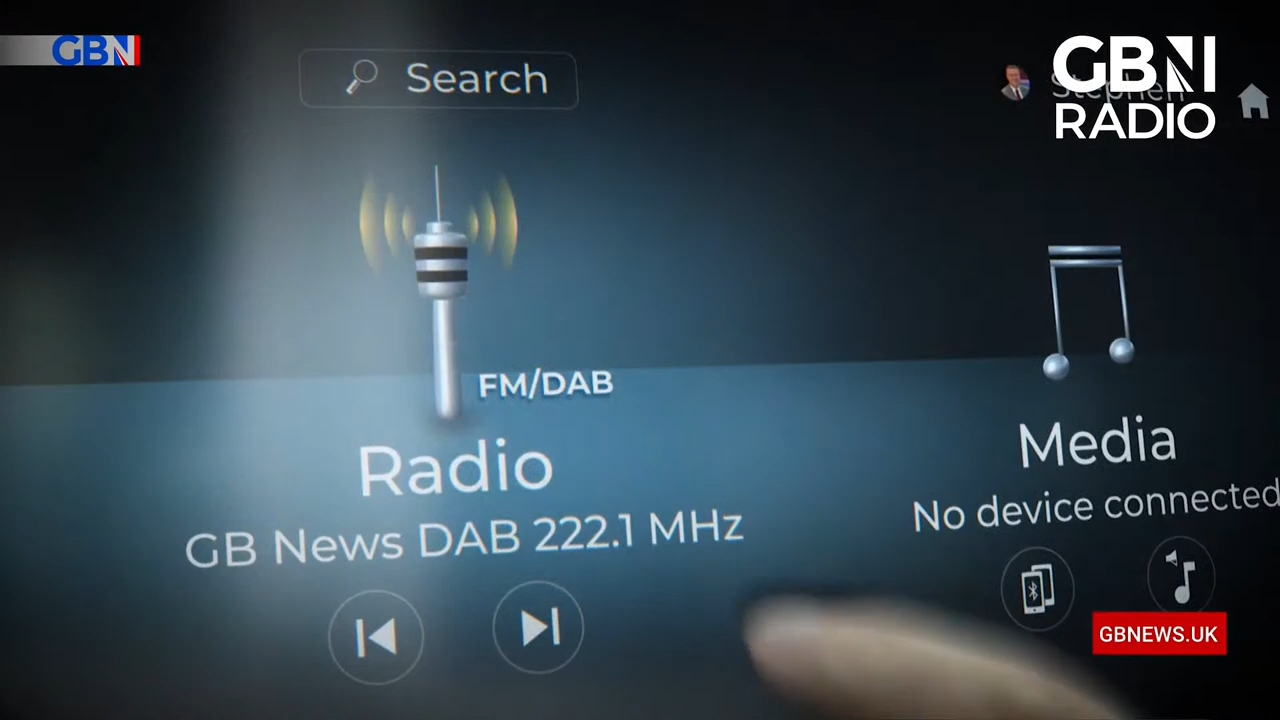 GBN
Search
Stephen
GBN
RADIO
FM/DAB
Radio
GB News DAB 222.1 MHz
Media
No device connected
GBNEWS.UK